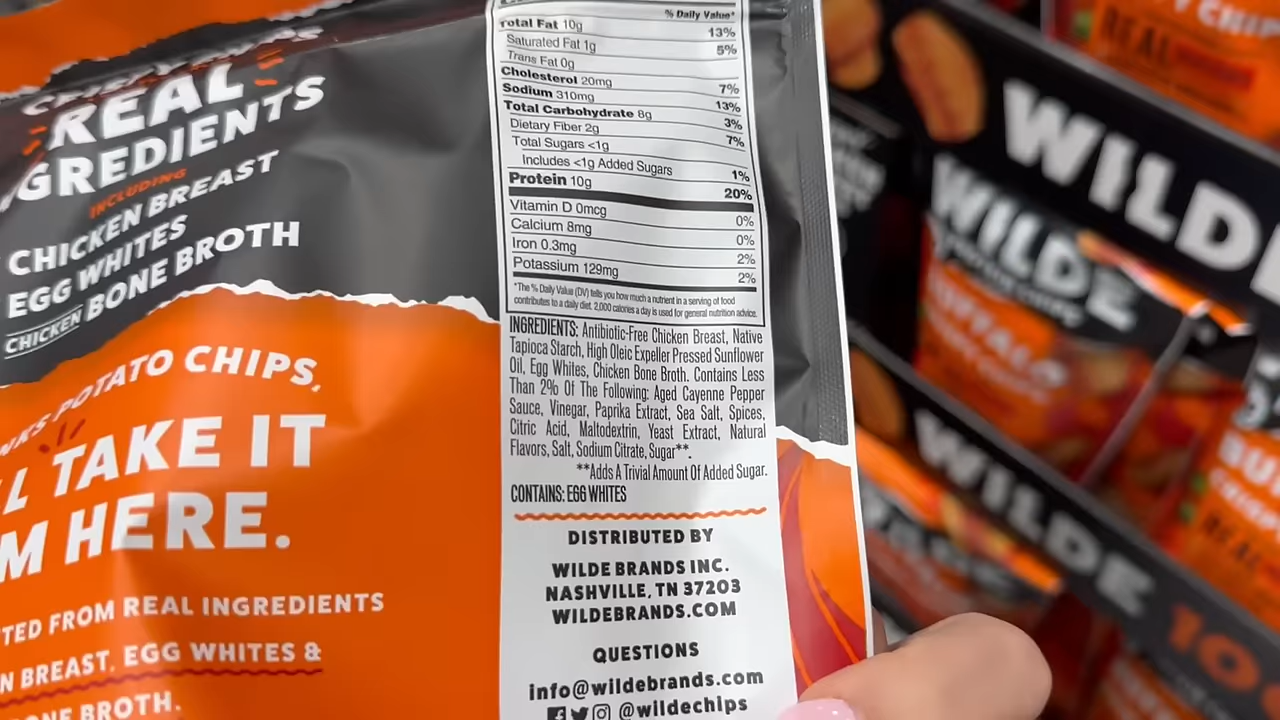 REAL
GREDIENTS
INCLUDING
CHICKEN BREAST
EGG WHITES
CHICKEN BONE BROTH
POTATO CHIPS,
TAKE IT
M HERE.
TED FROM REAL INGREDIENTS
N BREAST, EGG WHITES &
ONE BROTH.
% Daily Value*
Total Fat 10g 13%
Saturated Fat 1g 5%
Trans Fat 0g
Cholesterol 20mg 7%
Sodium 310mg 13%
Total Carbohydrate 8g 3%
Dietary Fiber 2g 7%
Total Sugars <1g
Includes <1g Added Sugars 1%
Protein 10g 20%
Vitamin D 0mcg 0%
Calcium 8mg 0%
Iron 0.3mg 2%
Potassium 129mg 2%
*The % Daily Value (DV) tells you how much a nutrient in a serving of food
contributes to a daily diet. 2,000 calories a day is used for general nutrition advice.
INGREDIENTS: Antibiotic-Free Chicken Breast, Native
Tapioca Starch, High Oleic Expeller Pressed Sunflower
Oil, Egg Whites, Chicken Bone Broth. Contains Less
Than 2% Of The Following: Aged Cayenne Pepper
Sauce, Vinegar, Paprika Extract, Sea Salt, Spices,
Citric Acid, Maltodextrin, Yeast Extract, Natural
Flavors, Salt, Sodium Citrate, Sugar**.
**Adds A Trivial Amount Of Added Sugar.
CONTAINS: EGG WHITES
DISTRIBUTED BY
WILDE BRANDS INC.
NASHVILLE, TN 37203
WILDEBRANDS.COM
QUESTIONS
info@wildebrands.com
@wildechips
REAL
WILD
WILDE
BUFFALO
WILDE 10